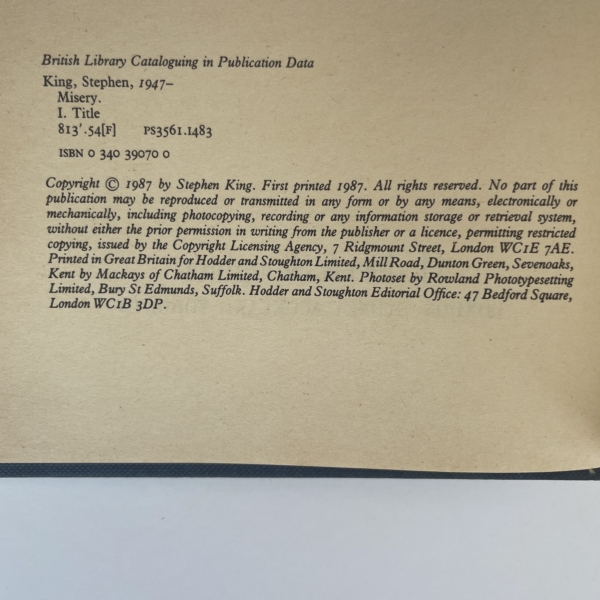 British Library Cataloguing in Publication Data
King, Stephen, 1947–
Misery.
I. Title
813'.54[F] PS3561.I483
ISBN 0 340 39070 0
Copyright © 1987 by Stephen King. First printed 1987. All rights reserved. No part of this
publication may be reproduced or transmitted in any form or by any means, electronically or
mechanically, including photocopying, recording or any information storage or retrieval system,
without either the prior permission in writing from the publisher or a licence, permitting restricted
copying, issued by the Copyright Licensing Agency, 7 Ridgmount Street, London WC1E 7AE.
Printed in Great Britain for Hodder and Stoughton Limited, Mill Road, Dunton Green, Sevenoaks,
Kent by Mackays of Chatham Limited, Chatham, Kent. Photoset by Rowland Phototypesetting
Limited, Bury St Edmunds, Suffolk. Hodder and Stoughton Editorial Office: 47 Bedford Square,
London WC1B 3DP.